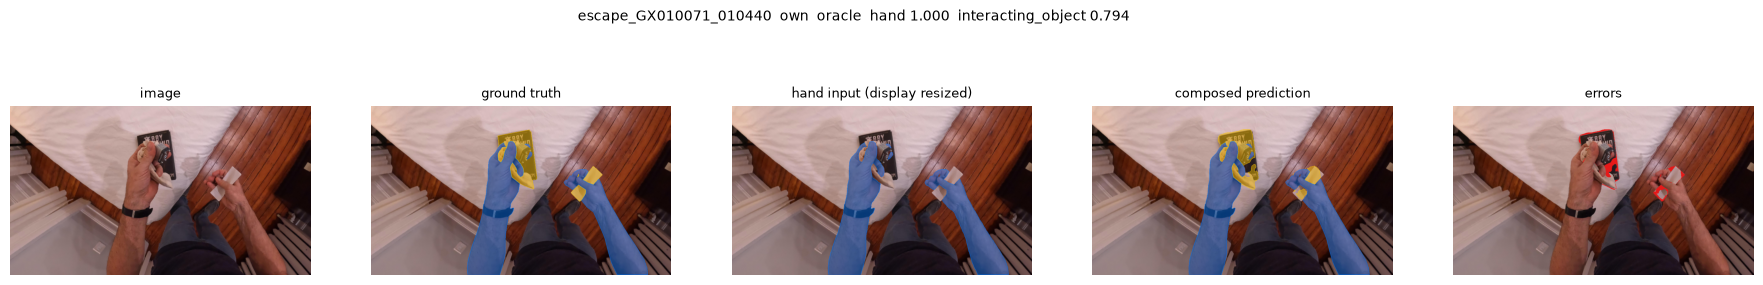 escape_GX010071_010440 own oracle hand 1.000 interacting_object 0.794
image
ground truth
hand input (display resized)
composed prediction
errors